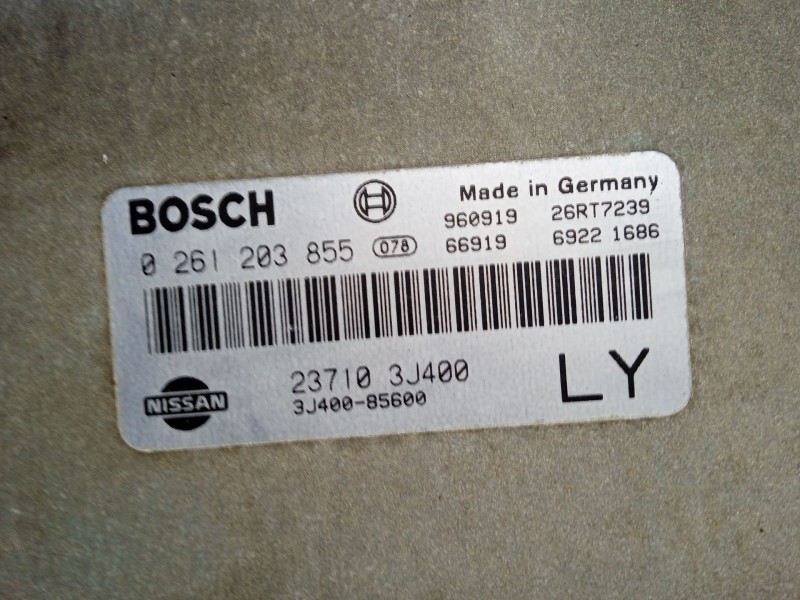 BOSCH
Made in Germany
960919 26RT7239
0 261 203 855 078 66919 6922 1686
23710 3J400
NISSAN 3J400-85600
LY